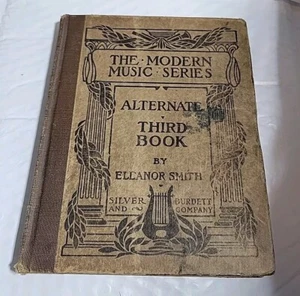 THE · MODERN
MUSIC · SERIES
ALTERNATE
THIRD
BOOK
BY
ELEANOR SMITH
SILVER BURDETT
AND COMPANY